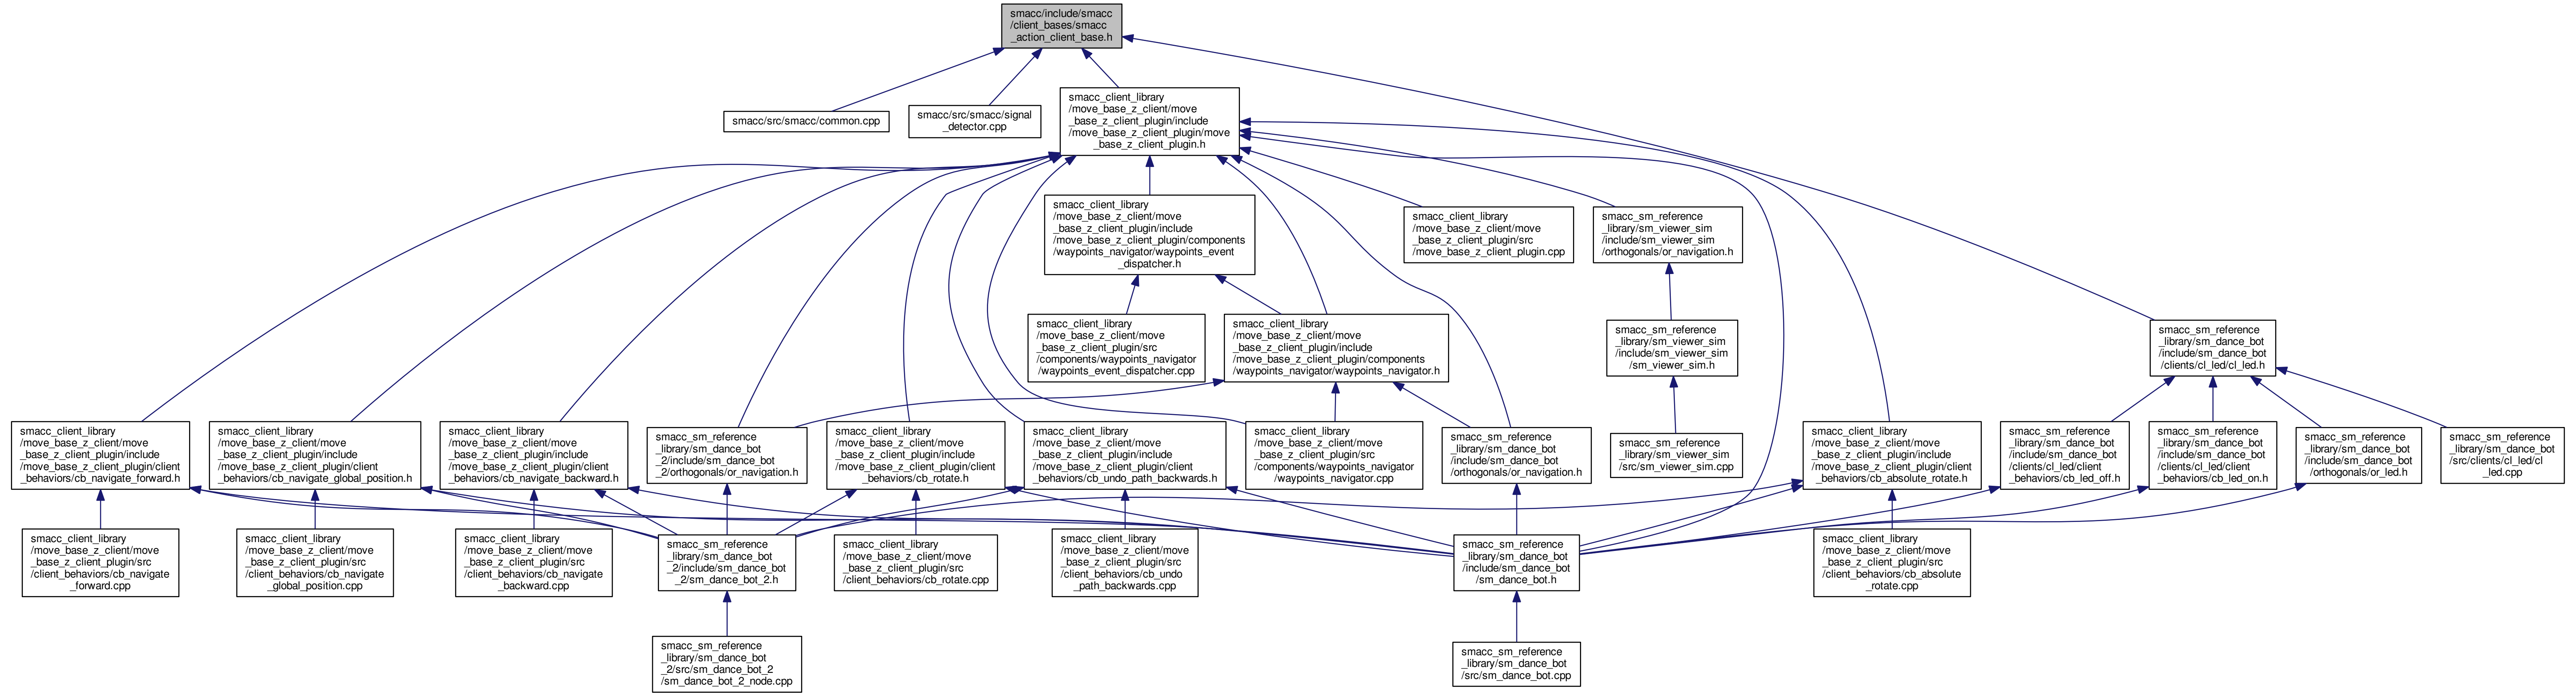 smacc/include/smacc
/client_bases/smacc
_action_client_base.h
smacc/src/smacc/common.cpp
smacc/src/smacc/signal
_detector.cpp
smacc_client_library
/move_base_z_client/move
_base_z_client_plugin/include
/move_base_z_client_plugin/move
_base_z_client_plugin.h
smacc_client_library
/move_base_z_client/move
_base_z_client_plugin/include
/move_base_z_client_plugin/components
/waypoints_navigator/waypoints_event
_dispatcher.h
smacc_client_library
/move_base_z_client/move
_base_z_client_plugin/src
/move_base_z_client_plugin.cpp
smacc_sm_reference
_library/sm_viewer_sim
/include/sm_viewer_sim
/orthogonals/or_navigation.h
smacc_client_library
/move_base_z_client/move
_base_z_client_plugin/src
/components/waypoints_navigator
/waypoints_event_dispatcher.cpp
smacc_client_library
/move_base_z_client/move
_base_z_client_plugin/include
/move_base_z_client_plugin/components
/waypoints_navigator/waypoints_navigator.h
smacc_sm_reference
_library/sm_viewer_sim
/include/sm_viewer_sim
/sm_viewer_sim.h
smacc_sm_reference
_library/sm_dance_bot
/include/sm_dance_bot
/clients/cl_led/cl_led.h
smacc_client_library
/move_base_z_client/move
_base_z_client_plugin/include
/move_base_z_client_plugin/client
_behaviors/cb_navigate_forward.h
smacc_client_library
/move_base_z_client/move
_base_z_client_plugin/include
/move_base_z_client_plugin/client
_behaviors/cb_navigate_global_position.h
smacc_client_library
/move_base_z_client/move
_base_z_client_plugin/include
/move_base_z_client_plugin/client
_behaviors/cb_navigate_backward.h
smacc_sm_reference
_library/sm_dance_bot
_2/include/sm_dance_bot
_2/orthogonals/or_navigation.h
smacc_client_library
/move_base_z_client/move
_base_z_client_plugin/include
/move_base_z_client_plugin/client
_behaviors/cb_rotate.h
smacc_client_library
/move_base_z_client/move
_base_z_client_plugin/include
/move_base_z_client_plugin/client
_behaviors/cb_undo_path_backwards.h
smacc_client_library
/move_base_z_client/move
_base_z_client_plugin/src
/components/waypoints_navigator
/waypoints_navigator.cpp
smacc_sm_reference
_library/sm_dance_bot
/include/sm_dance_bot
/orthogonals/or_navigation.h
smacc_sm_reference
_library/sm_viewer_sim
/src/sm_viewer_sim.cpp
smacc_client_library
/move_base_z_client/move
_base_z_client_plugin/include
/move_base_z_client_plugin/client
_behaviors/cb_absolute_rotate.h
smacc_sm_reference
_library/sm_dance_bot
/include/sm_dance_bot
/clients/cl_led/client
_behaviors/cb_led_off.h
smacc_sm_reference
_library/sm_dance_bot
/include/sm_dance_bot
/clients/cl_led/client
_behaviors/cb_led_on.h
smacc_sm_reference
_library/sm_dance_bot
/include/sm_dance_bot
/orthogonals/or_led.h
smacc_sm_reference
_library/sm_dance_bot
/src/clients/cl_led/cl
_led.cpp
smacc_client_library
/move_base_z_client/move
_base_z_client_plugin/src
/client_behaviors/cb_navigate
_forward.cpp
smacc_client_library
/move_base_z_client/move
_base_z_client_plugin/src
/client_behaviors/cb_navigate
_global_position.cpp
smacc_client_library
/move_base_z_client/move
_base_z_client_plugin/src
/client_behaviors/cb_navigate
_backward.cpp
smacc_sm_reference
_library/sm_dance_bot
_2/include/sm_dance_bot
_2/sm_dance_bot_2.h
smacc_client_library
/move_base_z_client/move
_base_z_client_plugin/src
/client_behaviors/cb_rotate.cpp
smacc_client_library
/move_base_z_client/move
_base_z_client_plugin/src
/client_behaviors/cb_undo
_path_backwards.cpp
smacc_sm_reference
_library/sm_dance_bot
/include/sm_dance_bot
/sm_dance_bot.h
smacc_client_library
/move_base_z_client/move
_base_z_client_plugin/src
/client_behaviors/cb_absolute
_rotate.cpp
smacc_sm_reference
_library/sm_dance_bot
_2/src/sm_dance_bot_2
/sm_dance_bot_2_node.cpp
smacc_sm_reference
_library/sm_dance_bot
/src/sm_dance_bot.cpp